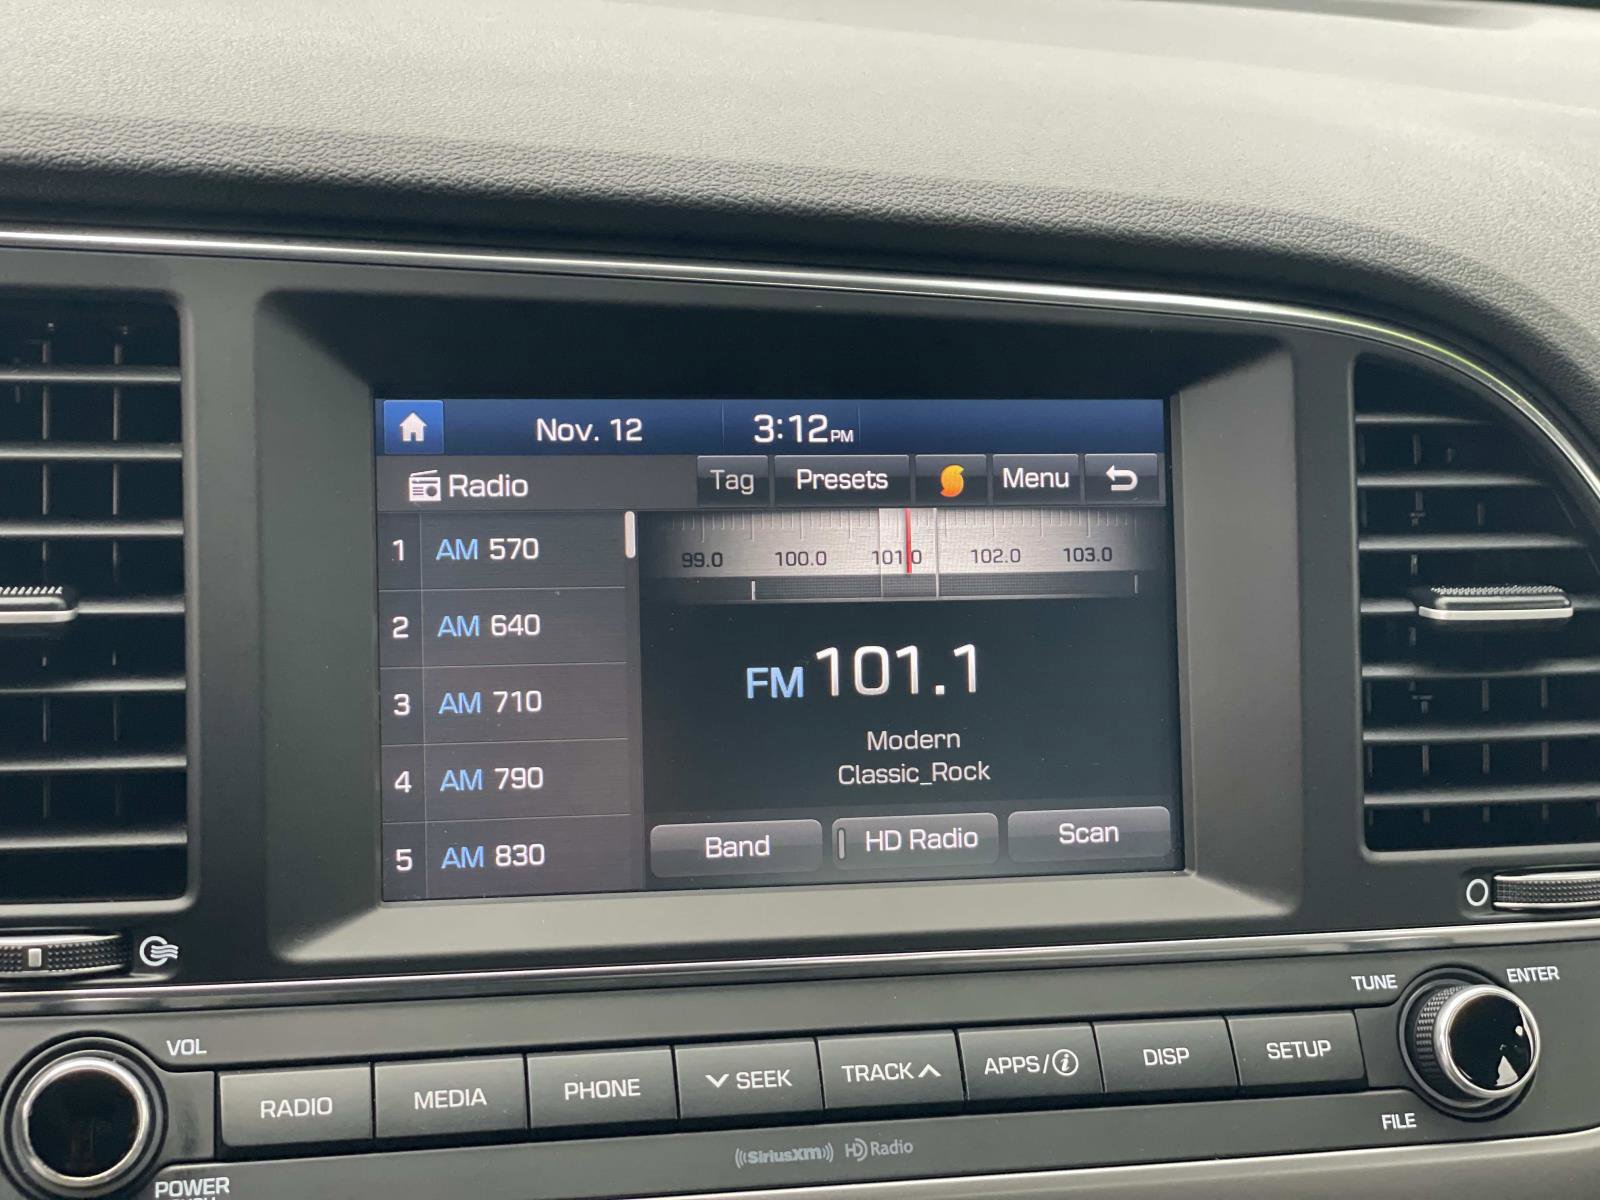 Nov. 12 3:12PM
Radio Tag Presets Menu
1 AM 570
2 AM 640
3 AM 710
4 AM 790
5 AM 830
99.0 100.0 101.0 102.0 103.0
FM 101.1
Modern
Classic_Rock
Band HD Radio Scan
TUNE ENTER
VOL
RADIO MEDIA PHONE SEEK TRACK APPS/i DISP SETUP
FILE
((SiriusXM)) HD Radio
POWER